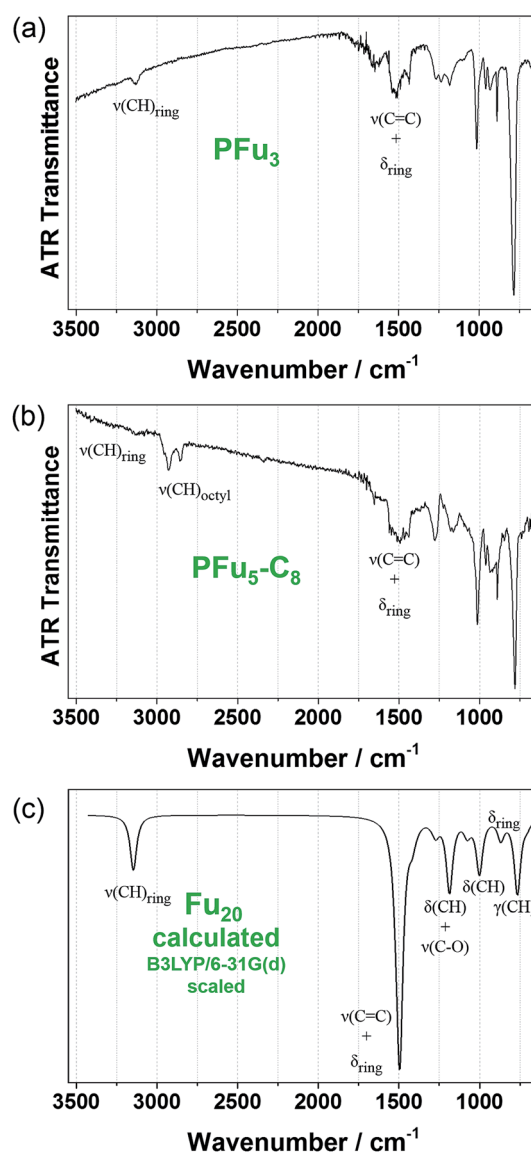 (a)
ATR Transmittance
ν(CH)ring
PFu3
ν(C=C)
+
δring
3500 3000 2500 2000 1500 1000
Wavenumber / cm-1
(b)
ATR Transmittance
ν(CH)ring
ν(CH)octyl
PFu5-C8
ν(C=C)
+
δring
3500 3000 2500 2000 1500 1000
Wavenumber / cm-1
(c)
δring
ν(CH)ring
Fu20
calculated
B3LYP/6-31G(d)
scaled
δ(CH)
+
ν(C-O)
δ(CH)
γ(CH
ν(C=C)
+
δring
3500 3000 2500 2000 1500 1000
Wavenumber / cm-1